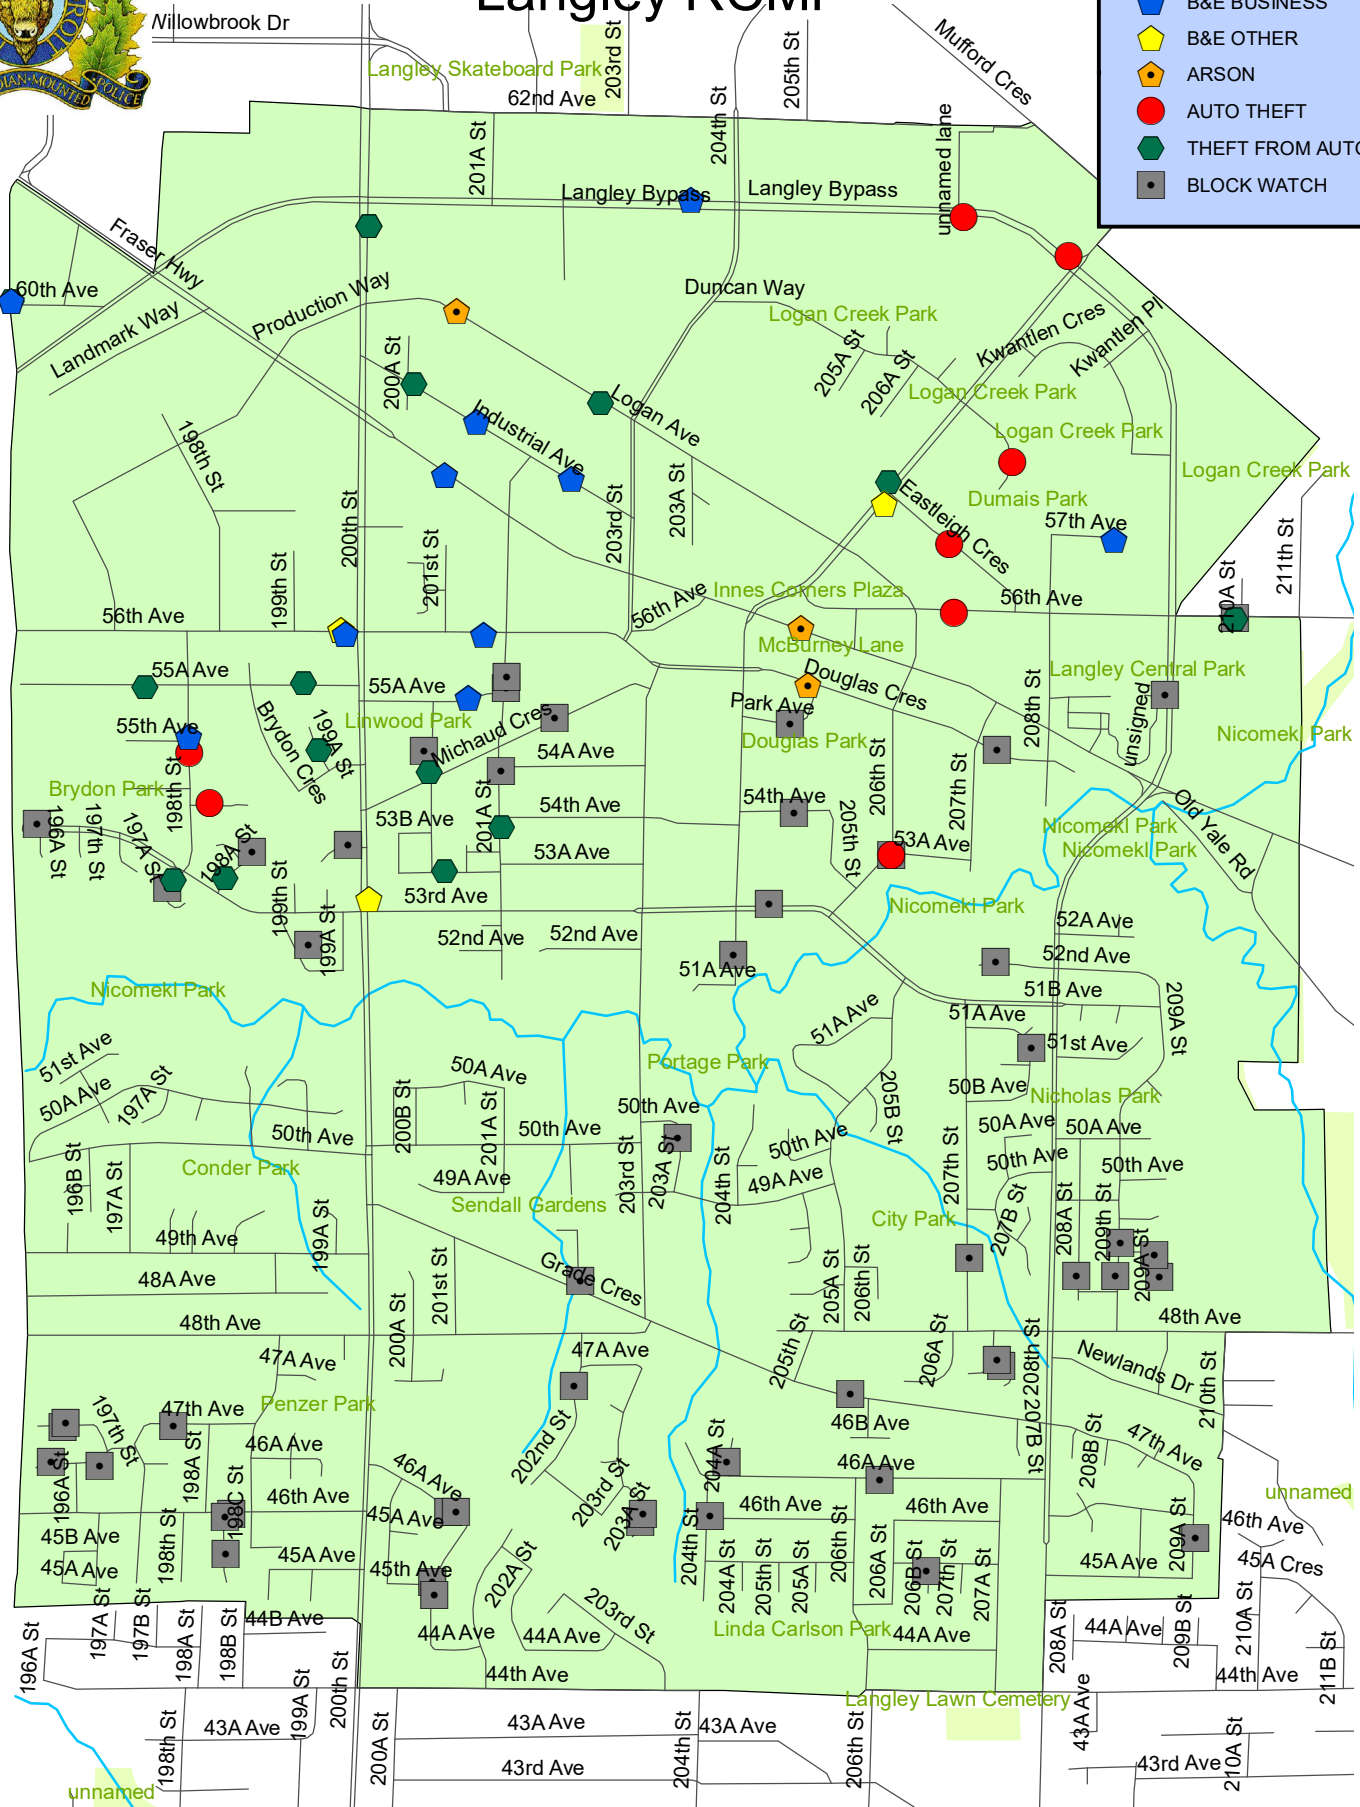 Langley RCMP
Willowbrook Dr
B&E BUSINESS
B&E OTHER
ARSON
AUTO THEFT
THEFT FROM AUTO
BLOCK WATCH
Mufford Cres
Langley Skateboard Park
203rd St
205th St
62nd Ave
204th St
201A St
unnamed lane
Langley Bypass
Langley Bypass
Fraser Hwy
60th Ave
Landmark Way
Production Way
Duncan Way
Logan Creek Park
205A St
206A St
Kwantlen Cres
Kwantlen Pl
Logan Creek Park
Logan Creek Park
Logan Creek Park
200A St
Industrial Ave
Logan Ave
198th St
200th St
203rd St
203A St
Eastleigh Cres
Dumais Park
57th Ave
211th St
210A St
199th St
201st St
56th Ave
56th Ave
Innes Corners Plaza
56th Ave
McBurney Lane
Douglas Cres
Langley Central Park
55A Ave
55A Ave
Linwood Park
Michaud Cres
Park Ave
Douglas Park
208th St
unsigned
Nicomekl Park
55th Ave
Brydon Cres
199A St
54A Ave
206th St
207th St
Brydon Park
198th St
53B Ave
201A St
54th Ave
54th Ave
205th St
Old Yale Rd
196A St
197th St
197A St
198A St
53A Ave
53A Ave
Nicomekl Park
Nicomekl Park
199th St
199A St
53rd Ave
Nicomekl Park
52A Ave
52nd Ave
52nd Ave
52nd Ave
51A Ave
51B Ave
Nicomekl Park
51A Ave
51A Ave
51st Ave
209A St
51st Ave
50A Ave
197A St
50A Ave
Portage Park
50B Ave
Nicholas Park
205B St
200B St
201A St
50th Ave
50th Ave
50th Ave
50th Ave
50A Ave
50A Ave
50th Ave
50th Ave
Conder Park
196B St
197A St
49A Ave
Sendall Gardens
203rd St
203A St
204th St
49A Ave
207th St
City Park
207B St
208A St
209th St
209A St
49th Ave
199A St
48A Ave
201st St
Grade Cres
205A St
206th St
48th Ave
48th Ave
200A St
47A Ave
47A Ave
205th St
206A St
208th St
Newlands Dr
210th St
Penzer Park
47th Ave
197th St
198A St
46A Ave
46B Ave
207B St
208B St
47th Ave
202nd St
204A St
46A Ave
46A Ave
196A St
198C St
46th Ave
203rd St
203A St
46th Ave
46th Ave
unnamed
46th Ave
45A Ave
45B Ave
45A Ave
198th St
45A Ave
45th Ave
202A St
204th St
204A St
205th St
205A St
206th St
206A St
206B St
207th St
207A St
45A Ave
209A St
45A Cres
44B Ave
203rd St
Linda Carlson Park
196A St
197A St
197B St
198A St
198B St
44A Ave
44A Ave
44A Ave
208A St
44A Ave
209B St
210A St
211B St
44th Ave
44th Ave
199A St
200th St
Langley Lawn Cemetery
198th St
43A Ave
200A St
43A Ave
204th St
43A Ave
206th St
43A Ave
210A St
43rd Ave
43rd Ave
unnamed